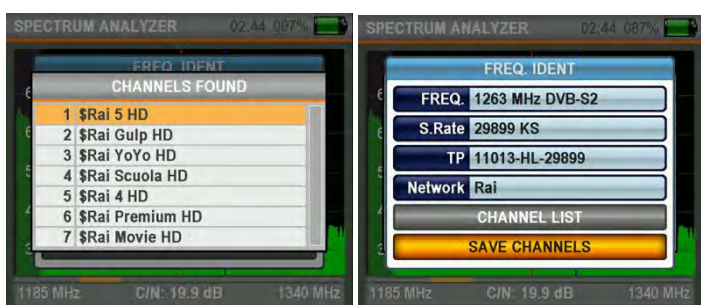 SPECTRUM ANALYZER 02:44 087%
FREQ. IDENT
CHANNELS FOUND
1 $Rai 5 HD
2 $Rai Gulp HD
3 $Rai YoYo HD
4 $Rai Scuola HD
5 $Rai 4 HD
6 $Rai Premium HD
7 $Rai Movie HD
1185 MHz C/N: 19.9 dB 1340 MHz
SPECTRUM ANALYZER 02:44 087%
FREQ. IDENT
FREQ. 1263 MHz DVB-S2
S.Rate 29899 KS
TP 11013-HL-29899
Network Rai
CHANNEL LIST
SAVE CHANNELS
1185 MHz C/N: 19.9 dB 1340 MHz